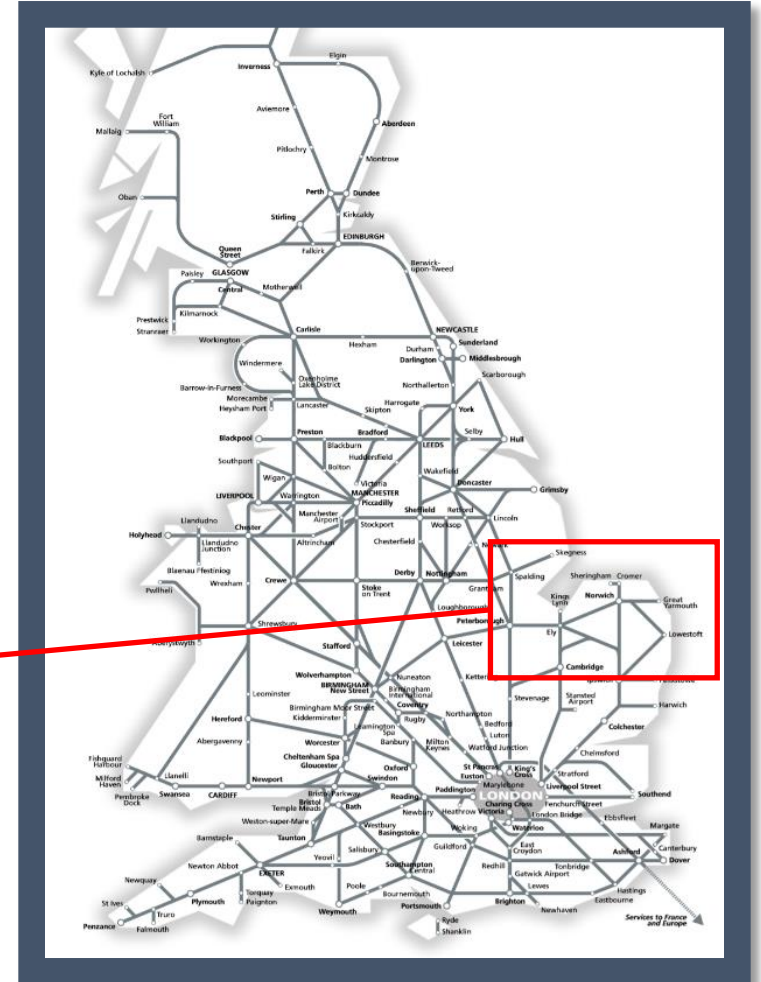 Elgin
Inverness
Kyle of Lochalsh
Aviemore
Fort
William
Aberdeen
Mallaig
Pitlochry
Montrose
Perth
Dundee
Oban
Stirling
Kirkcaldy
EDINBURGH
Queen
Street
Falkirk
Berwick-
upon-Tweed
Paisley
GLASGOW
Central
Motherwell
Prestwick
Kilmarnock
Stranraer
Carlisle
NEWCASTLE
Workington
Hexham
Durham
Sunderland
Darlington
Middlesbrough
Windermere
Scarborough
Oxenholme
Lake District
Barrow-in-Furness
Northallerton
Morecambe
Lancaster
Harrogate
Heysham Port
Skipton
York
Preston
Bradford
Selby
Blackpool
Blackburn
LEEDS
Hull
Huddersfield
Southport
Bolton
Wakefield
Wigan
Victoria
Doncaster
MANCHESTER
Grimsby
LIVERPOOL
Warrington
Piccadilly
Manchester
Airport
Sheffield
Retford
Lincoln
Llandudno
Stockport
Worksop
Holyhead
Chester
Llandudno
Junction
Altrincham
Chesterfield
Newark
Skegness
Blaenau Ffestiniog
Derby
Nottingham
Spalding
Sheringham
Cromer
Pwllheli
Wrexham
Crewe
Stoke
on Trent
Grantham
Kings
Lynn
Norwich
Great
Yarmouth
Loughborough
Peterborough
Shrewsbury
Ely
Lowestoft
Aberystwyth
Stafford
Leicester
Cambridge
Wolverhampton
Nuneaton
Kettering
Ipswich
Felixstowe
BIRMINGHAM
New Street
Birmingham
International
Stevenage
Stansted
Airport
Leominster
Birmingham Moor Street
Coventry
Harwich
Kidderminster
Rugby
Northampton
Hereford
Leamington
Spa
Bedford
Colchester
Worcester
Banbury
Milton
Keynes
Luton
Abergavenny
Watford Junction
Chelmsford
Cheltenham Spa
Fishguard
Harbour
Gloucester
Oxford
St Pancras
King's
Cross
Euston
Stratford
Milford
Haven
Llanelli
Newport
Swindon
Marylebone
Liverpool Street
Pembroke
Dock
Swansea
CARDIFF
Bristol Parkway
Reading
Paddington
LONDON
Southend
Bristol
Temple Meads
Bath
Newbury
Heathrow
Charing Cross
Fenchurch Street
Victoria
London Bridge
Weston-super-Mare
Ebbsfleet
Waterloo
Barnstaple
Westbury
Basingstoke
Woking
Margate
Taunton
Salisbury
Guildford
East
Croydon
Canterbury
Newton Abbot
Yeovil
Southampton
Central
Redhill
Tonbridge
Ashford
Dover
EXETER
Gatwick Airport
Newquay
Exmouth
Poole
Lewes
Hastings
St Ives
Torquay
Bournemouth
Eastbourne
Plymouth
Paignton
Weymouth
Portsmouth
Brighton
Newhaven
Truro
Ryde
Services to France
and Europe
Penzance
Falmouth
Shanklin